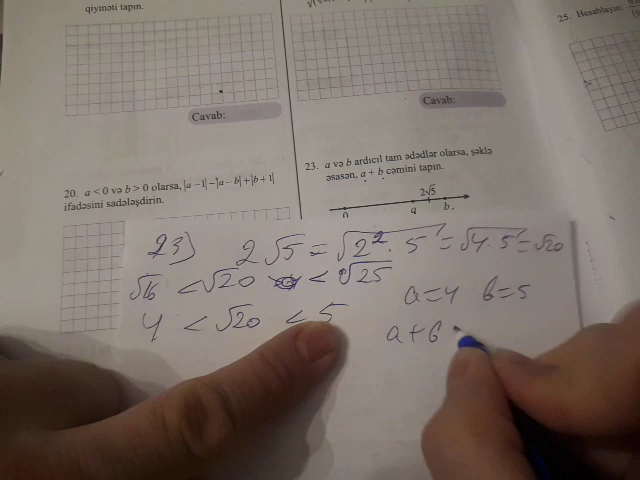 qiyməti tapın.
Cavab:
Cavab:
25. Hesablayın:
20. a < 0 və b > 0 olarsa, |a − 1| − |a − b| + |b + 1|
ifadəsini sadələşdirin.
23. a və b ardıcıl tam ədədlər olarsa, şəklə
əsasən, a + b cəmini tapın.
2√5
0 a b
23) 2√5 = √2² · 5 = √4 · 5 = √20
√16 < √20 < √25
a = 4 b = 5
4 < √20 < 5
a + b